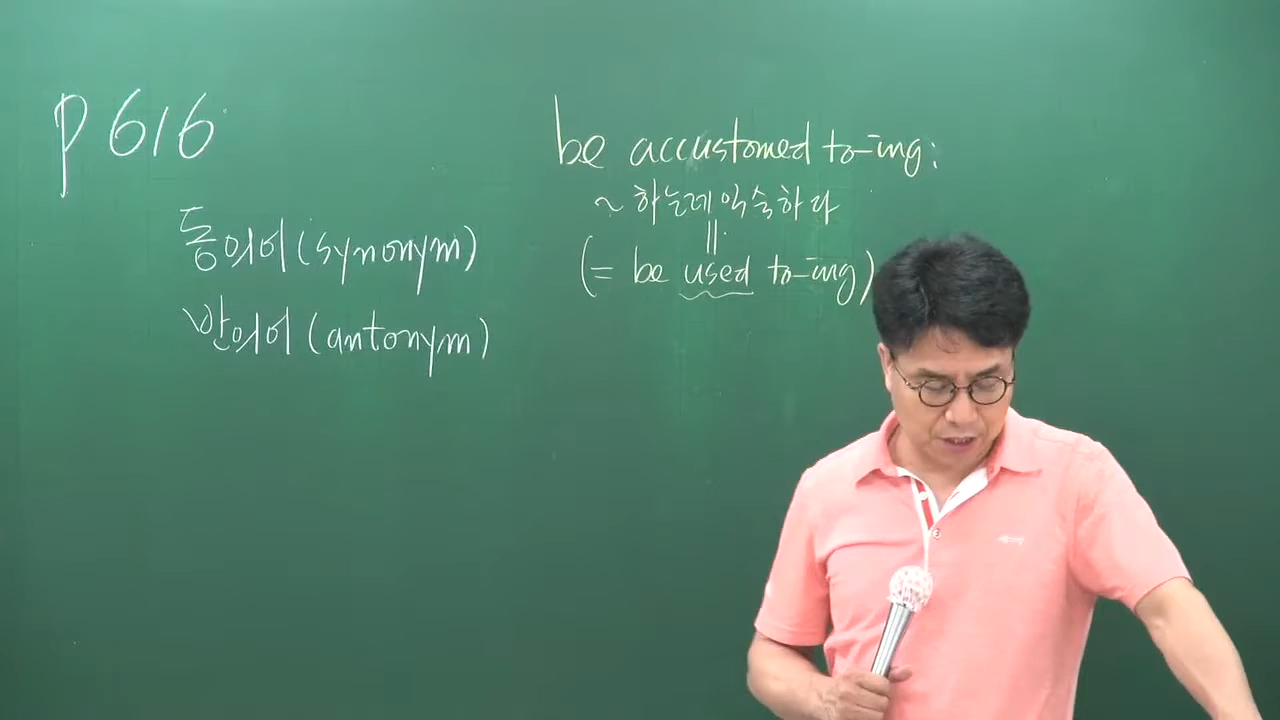 p 616
동의어 (synonym)
반의어 (antonym)
be accustomed to-ing:
~ 하는데 익숙하다
||
(= be used to-ing)